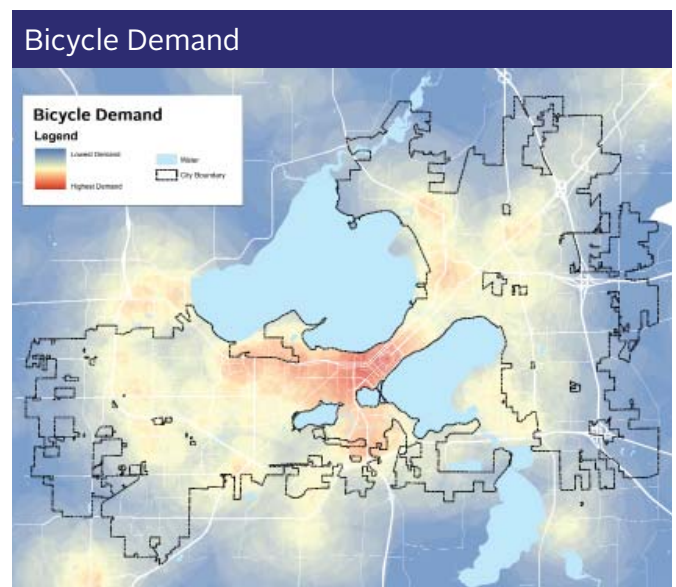 Bicycle Demand
Bicycle Demand
Legend
Lowest Demand
Highest Demand
Water
City Boundary